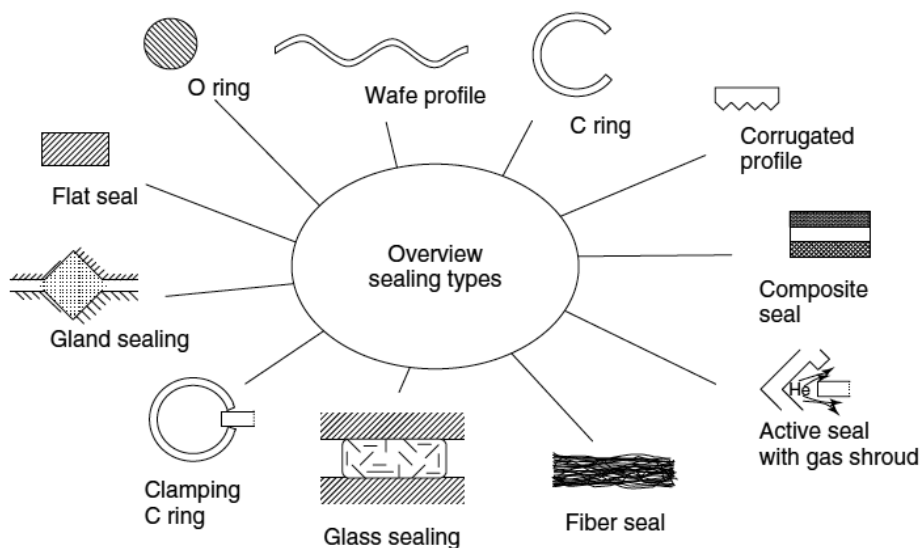 O ring
Wafe profile
C ring
Corrugated
profile
Flat seal
Overview
sealing types
Composite
seal
Gland sealing
He
Active seal
with gas shroud
Clamping
C ring
Glass sealing
Fiber seal